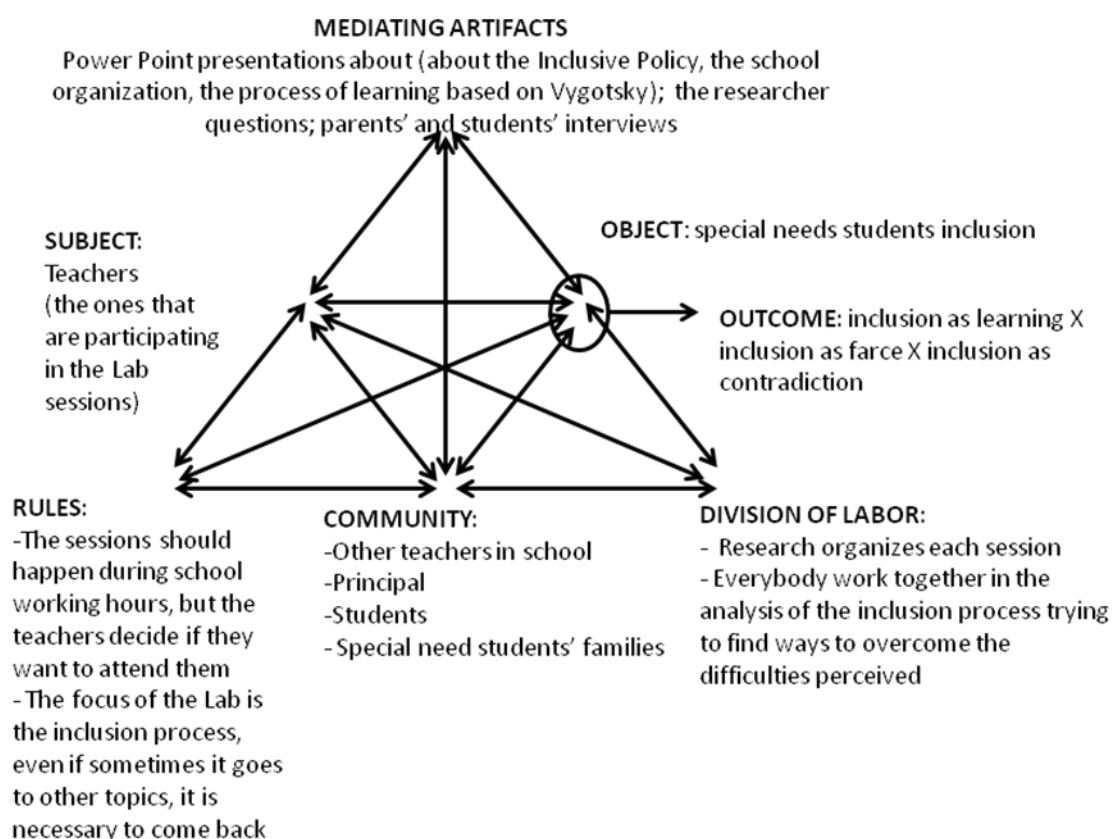 MEDIATING ARTIFACTS
Power Point presentations about (about the Inclusive Policy, the school
organization, the process of learning based on Vygotsky); the researcher
questions; parents' and students' interviews
SUBJECT:
Teachers
(the ones that
are participating
in the Lab
sessions)
OBJECT: special needs students inclusion
OUTCOME: inclusion as learning X
inclusion as farce X inclusion as
contradiction
RULES:
-The sessions should
happen during school
working hours, but the
teachers decide if they
want to attend them
- The focus of the Lab is
the inclusion process,
even if sometimes it goes
to other topics, it is
necessary to come back
COMMUNITY:
-Other teachers in school
-Principal
-Students
- Special need students' families
DIVISION OF LABOR:
- Research organizes each session
- Everybody work together in the
analysis of the inclusion process trying
to find ways to overcome the
difficulties perceived